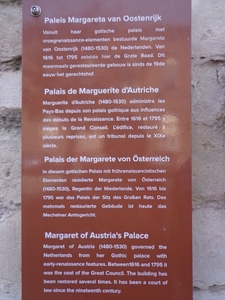 Paleis Margareta van Oostenrijk
Vanuit haar gotische paleis met
vroegrenaissance-elementen bestuurde Margareta
van Oostenrijk (1480-1530) de Nederlanden. Van
1616 tot 1795 zetelde hier de Grote Raad. Dit
meermaals gerestaureerde gebouw is sinds de 19de
eeuw het gerechtshof.
Palais de Marguerite d'Autriche
Marguerite d'Autriche (1480-1530) administra les
Pays-Bas depuis son palais gothique aux influences
des débuts de la Renaissance. Entre 1616 et 1795 y
siégea le Grand Conseil. L'édifice, restauré à
plusieurs reprises, est un tribunal depuis le XIXe
siècle.
Palais der Margarete von Österreich
In diesem gotischen Palais mit frührenaissancistischen
Elementen residierte Margarete von Österreich
(1480-1530), Regentin der Niederlande. Von 1616 bis
1795 war das Palais der Sitz des Großen Rats. Das
mehrmals restaurierte Gebäude ist heute das
Mechelner Amtsgericht.
Margaret of Austria's Palace
Margaret of Austria (1480-1530) governed the
Netherlands from her Gothic palace with
early-renaissance features. Between 1616 and 1795 it
was the seat of the Great Council. The building has
been restored several times. It has been a court of
law since the nineteenth century.